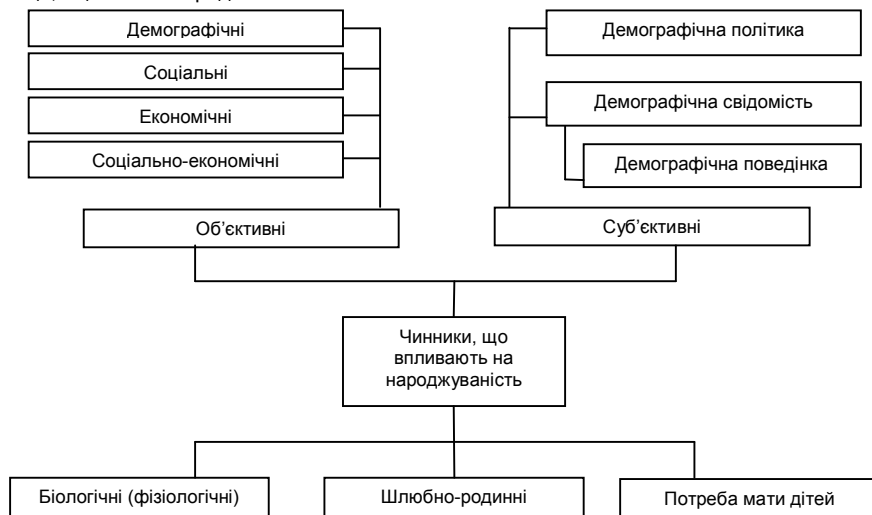 Демографічні
Соціальні
Економічні
Соціально-економічні
Об’єктивні
Демографічна політика
Демографічна свідомість
Демографічна поведінка
Суб’єктивні
Чинники, що
впливають на
народжуваність
Біологічні (фізіологічні)
Шлюбно-родинні
Потреба мати дітей